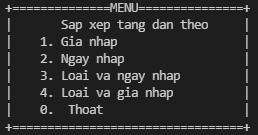 +==============MENU===============+
|      Sap xep tang dan theo      |
|   1. Gia nhap                   |
|   2. Ngay nhap                  |
|   3. Loai va ngay nhap          |
|   4. Loai va gia nhap           |
|   0.  Thoat                     |
+=================================+